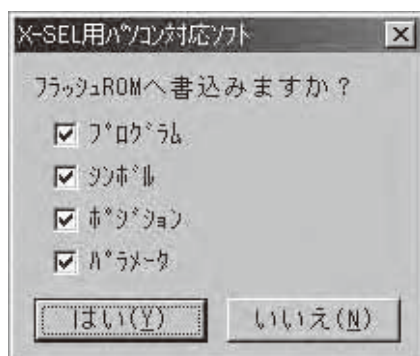 X-SEL用ﾊﾟｿｺﾝ対応ｿﾌﾄ
ﾌﾗｯｼｭROMへ書込みますか？
ﾌﾟﾛｸﾞﾗﾑ
ｼﾝﾎﾞﾙ
ﾎﾟｼﾞｼｮﾝ
ﾊﾟﾗﾒｰﾀ
はい(Y)
いいえ(N)